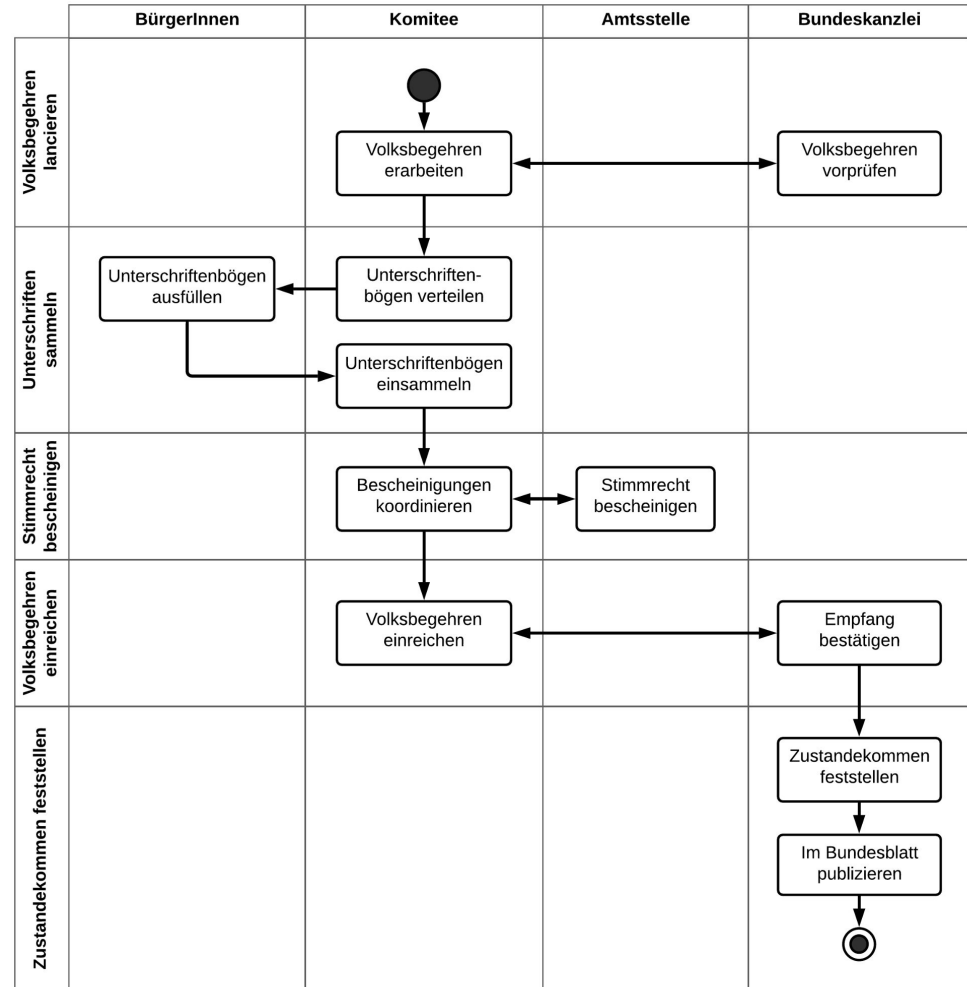 BürgerInnen
Komitee
Amtsstelle
Bundeskanzlei
Volksbegehren
lancieren
Volksbegehren
erarbeiten
Volksbegehren
vorprüfen
Unterschriften
sammeln
Unterschriftenbögen
ausfüllen
Unterschriften-
bögen verteilen
Unterschriftenbögen
einsammeln
Stimmrecht
bescheinigen
Bescheinigungen
koordinieren
Stimmrecht
bescheinigen
Volksbegehren
einreichen
Volksbegehren
einreichen
Empfang
bestätigen
Zustandekommen feststellen
Zustandekommen
feststellen
Im Bundesblatt
publizieren